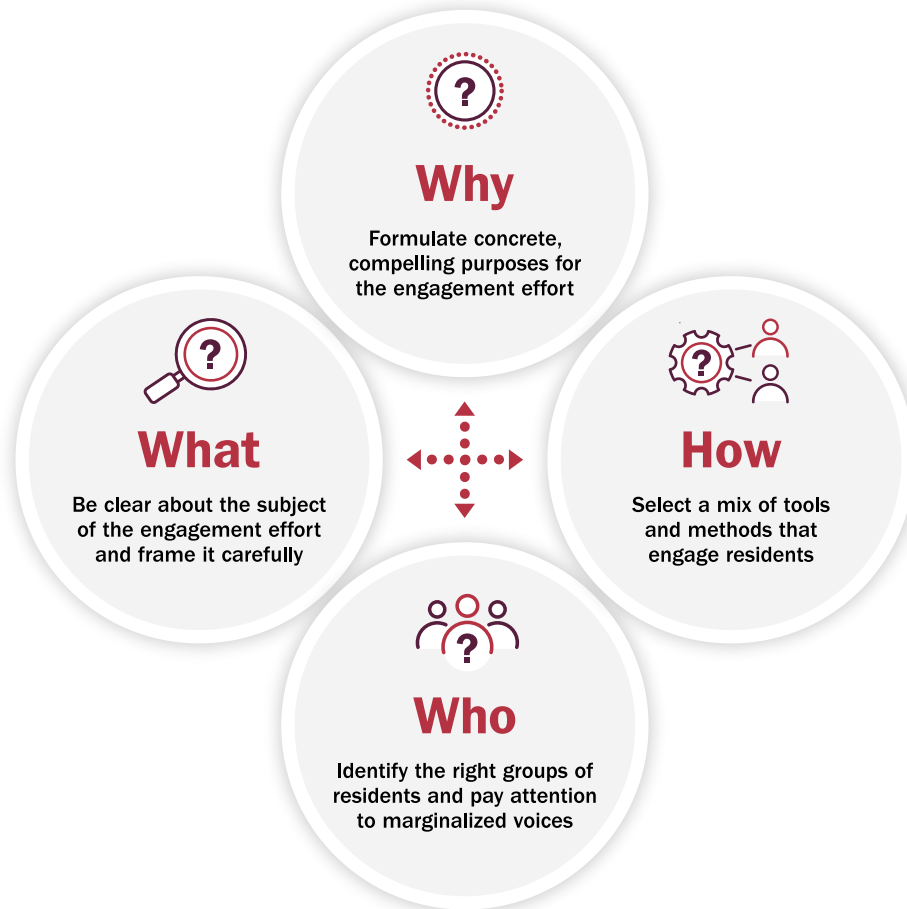 ?
Why
Formulate concrete,
compelling purposes for
the engagement effort
?
What
Be clear about the subject
of the engagement effort
and frame it carefully
?
How
Select a mix of tools
and methods that
engage residents
?
Who
Identify the right groups of
residents and pay attention
to marginalized voices